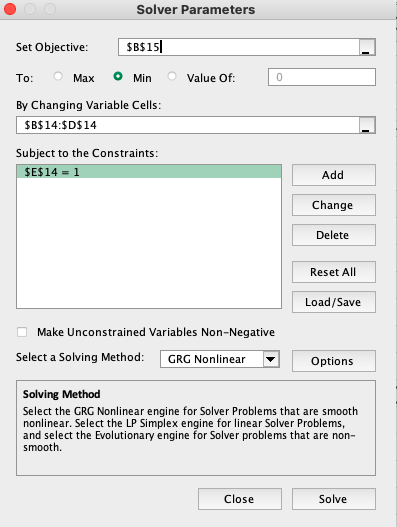 Solver Parameters
Set Objective: $B$15
To: Max Min Value Of: 0
By Changing Variable Cells:
$B$14:$D$14
Subject to the Constraints:
$E$14 = 1
Add
Change
Delete
Reset All
Load/Save
Make Unconstrained Variables Non-Negative
Select a Solving Method: GRG Nonlinear Options
Solving Method
Select the GRG Nonlinear engine for Solver Problems that are smooth
nonlinear. Select the LP Simplex engine for linear Solver Problems,
and select the Evolutionary engine for Solver problems that are non-
smooth.
Close Solve